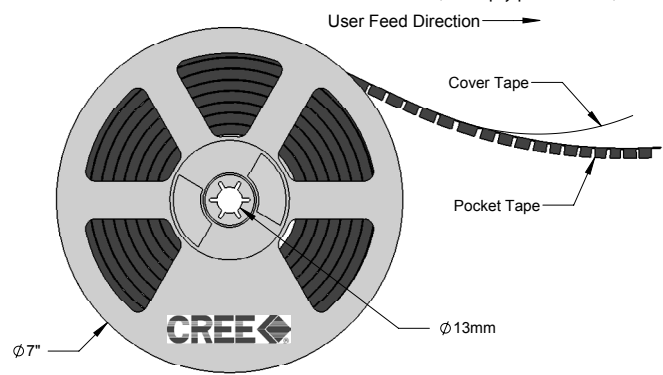 User Feed Direction
Cover Tape
Pocket Tape
⌀13mm
CREE
®
⌀7"